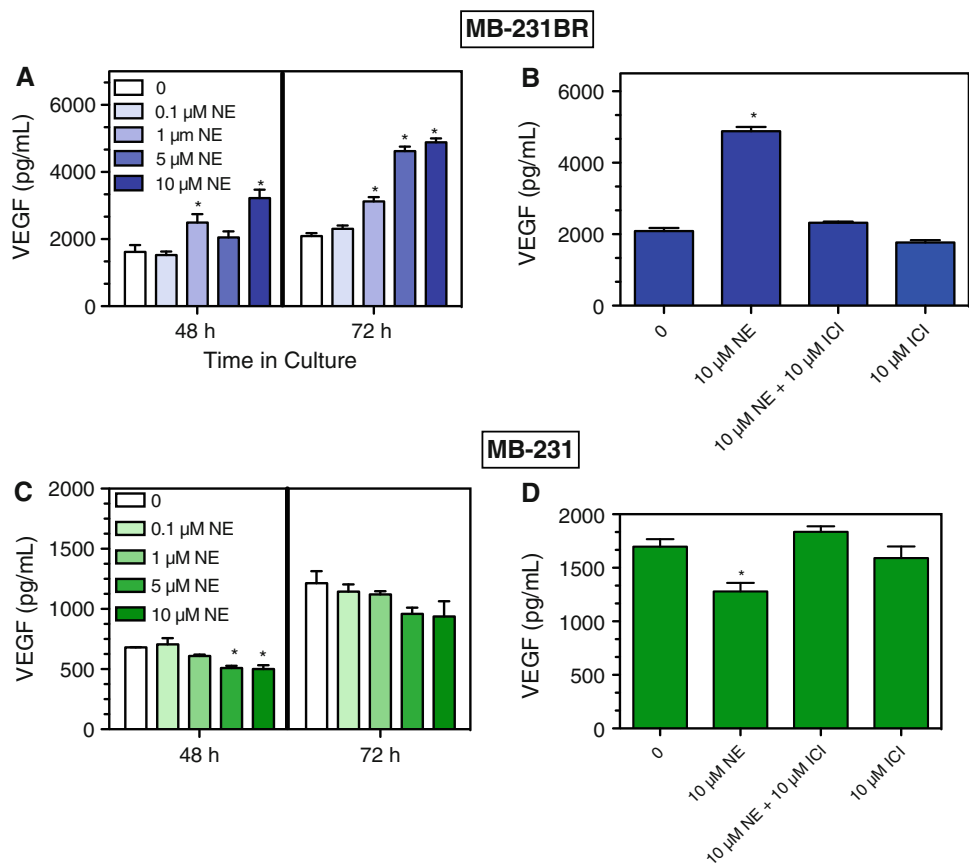 MB-231BR
A
VEGF (pg/mL)
6000
4000
2000
0
0
0.1 µM NE
1 µm NE
5 µM NE
10 µM NE
*
*
*
*
*
48 h
72 h
Time in Culture
B
VEGF (pg/mL)
6000
4000
2000
0
*
0
10 µM NE
10 µM NE + 10 µM ICI
10 µM ICI
MB-231
C
VEGF (pg/mL)
2000
1500
1000
500
0
0
0.1 µM NE
1 µM NE
5 µM NE
10 µM NE
*
*
48 h
72 h
D
VEGF (pg/mL)
2000
1500
1000
500
0
*
0
10 µM NE
10 µM NE + 10 µM ICI
10 µM ICI